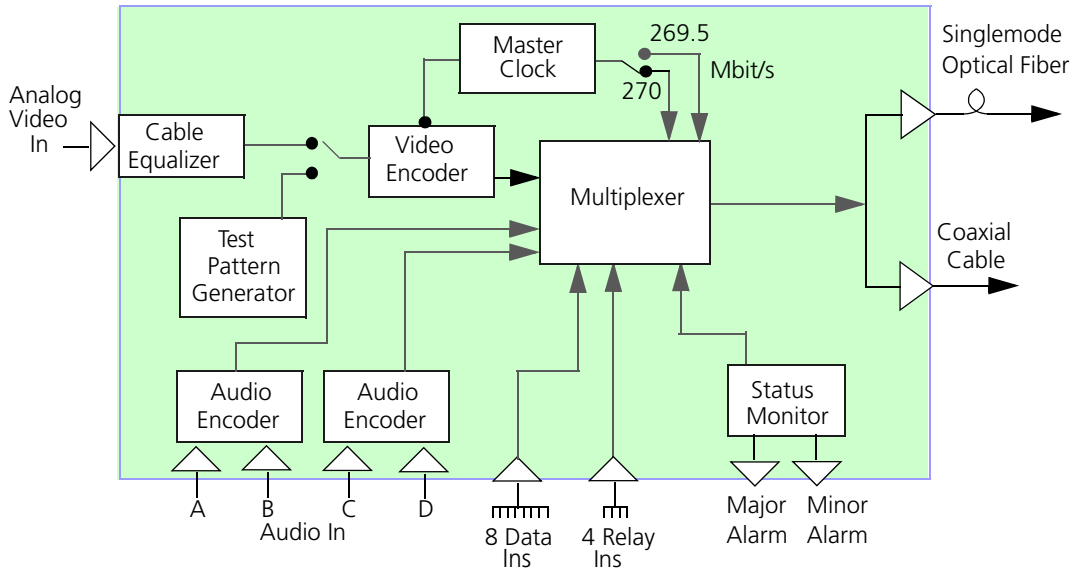 Analog
Video
In
Cable
Equalizer
Test
Pattern
Generator
Master
Clock
269.5
270
Mbit/s
Video
Encoder
Multiplexer
Singlemode
Optical Fiber
Coaxial
Cable
Audio
Encoder
Audio
Encoder
Status
Monitor
A
B
C
D
Audio In
8 Data
Ins
4 Relay
Ins
Major
Alarm
Minor
Alarm